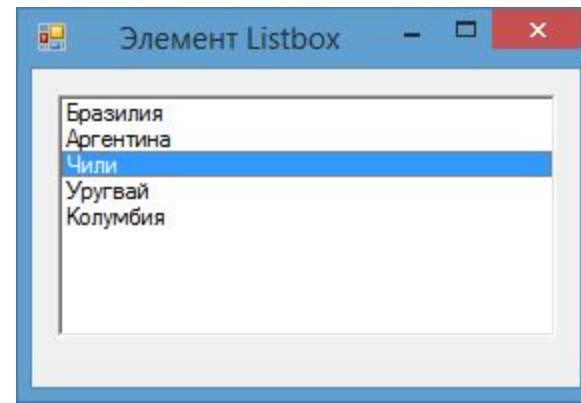 Элемент Listbox
Бразилия
Аргентина
Чили
Уругвай
Колумбия